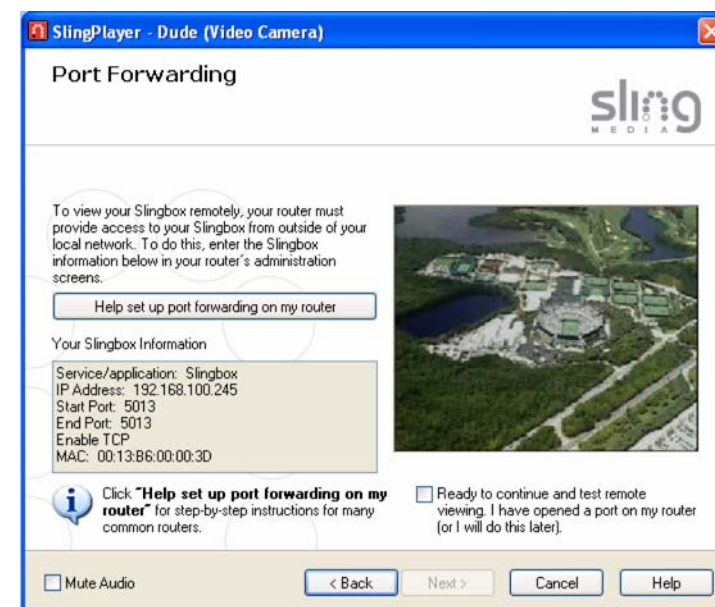 SlingPlayer - Dude (Video Camera)
Port Forwarding
sling
MEDIA
To view your Slingbox remotely, your router must
provide access to your Slingbox from outside of your
local network. To do this, enter the Slingbox
information below in your router's administration
screens.
Help set up port forwarding on my router
Your Slingbox Information
Service/application: Slingbox
IP Address: 192.168.100.245
Start Port: 5013
End Port: 5013
Enable TCP
MAC: 00:13:B6:00:00:3D
Click "Help set up port forwarding on my
router" for step-by-step instructions for many
common routers.
Ready to continue and test remote
viewing. I have opened a port on my router
(or I will do this later).
Mute Audio
< Back
Next >
Cancel
Help